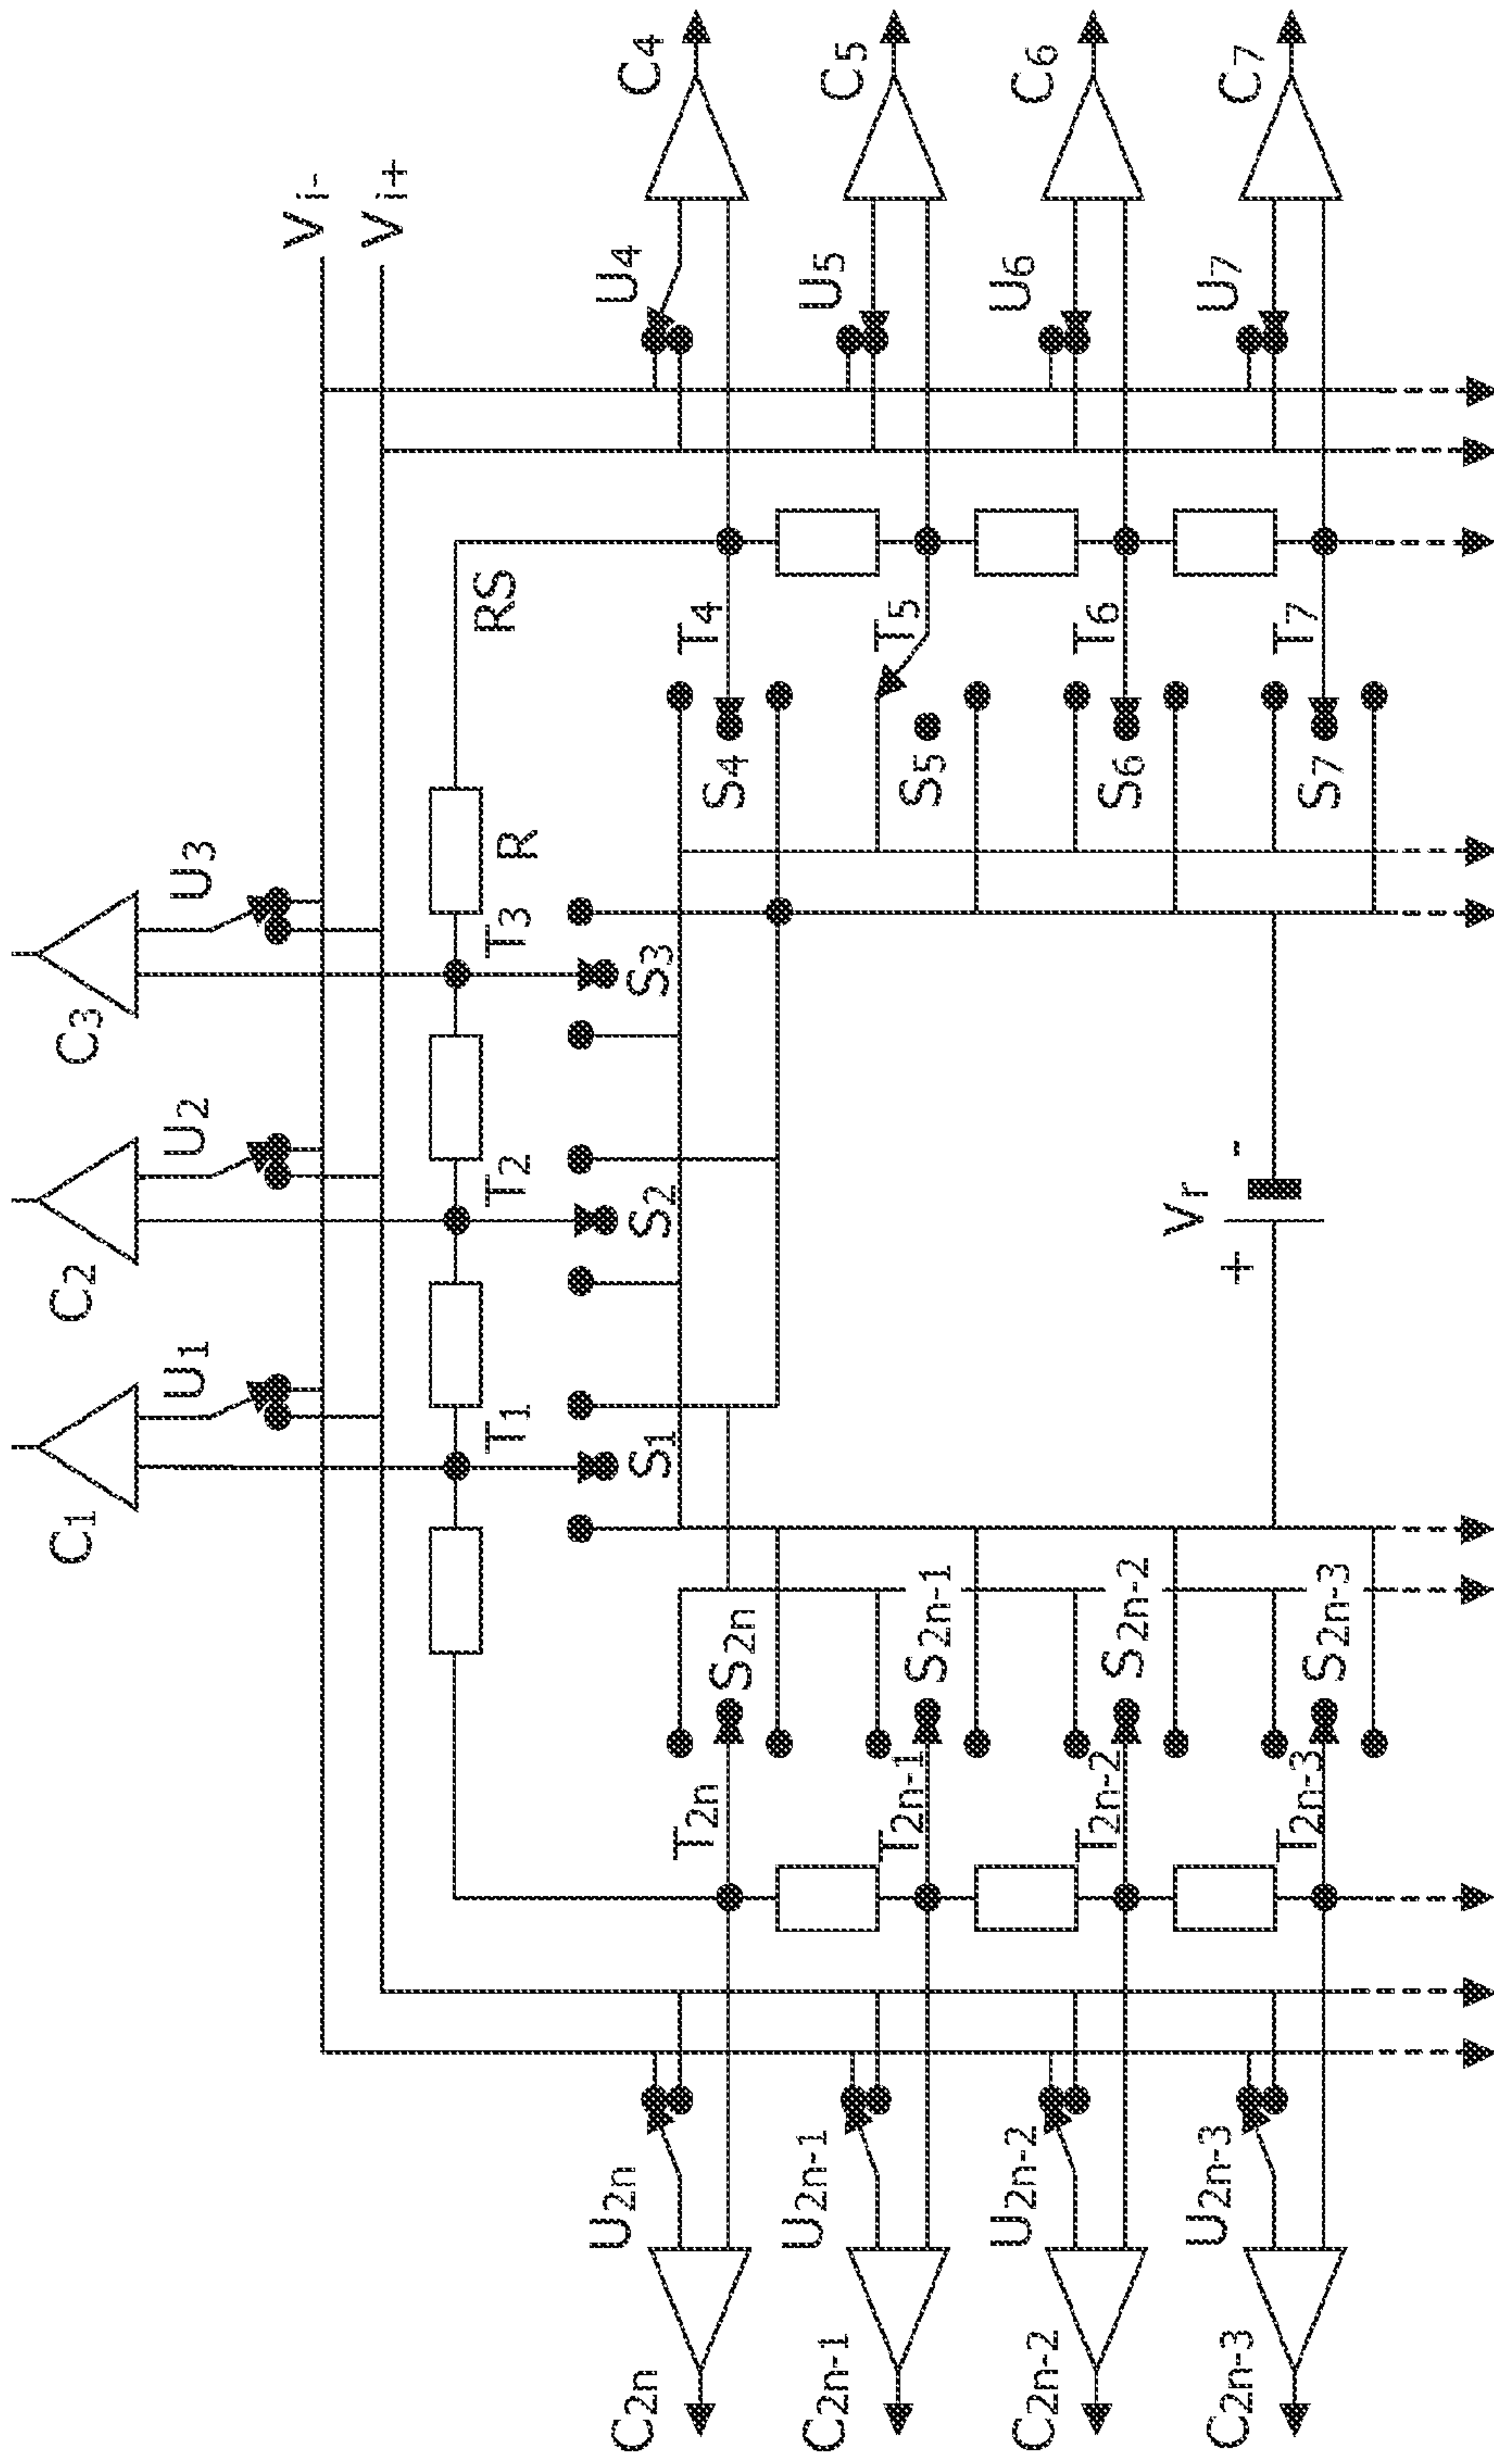 Vi-
Vi+
C4
C5
C6
C7
U4
U5
U6
U7
RS
T4
T5
T6
T7
S4
S5
S6
S7
C3
U3
T3
R
S3
C2
U2
T2
S2
C1
U1
T1
S1
Vr
+
-
S2n
S2n-1
S2n-2
S2n-3
T2n
T2n-1
T2n-2
T2n-3
U2n
U2n-1
U2n-2
U2n-3
C2n
C2n-1
C2n-2
C2n-3